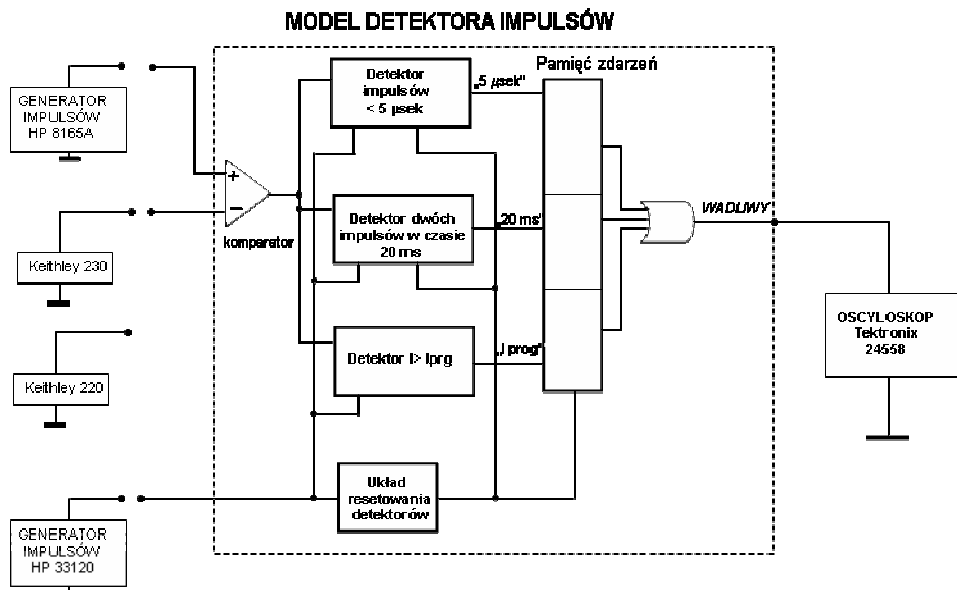 MODEL DETEKTORA IMPULSÓW
GENERATOR
IMPULSÓW
HP 8165A
Keithley 230
Keithley 220
GENERATOR
IMPULSÓW
HP 33120
+
−
komparator
Detektor
impulsów
< 5 µsek
Detektor dwóch
impulsów w czasie
20 ms
Detektor I> Iprg
Układ
resetowania
detektorów
„5 µsek"
„20 ms"
„I prog"
Pamięć zdarzeń
WADLIWY
OSCYLOSKOP
Tektronix
2455B